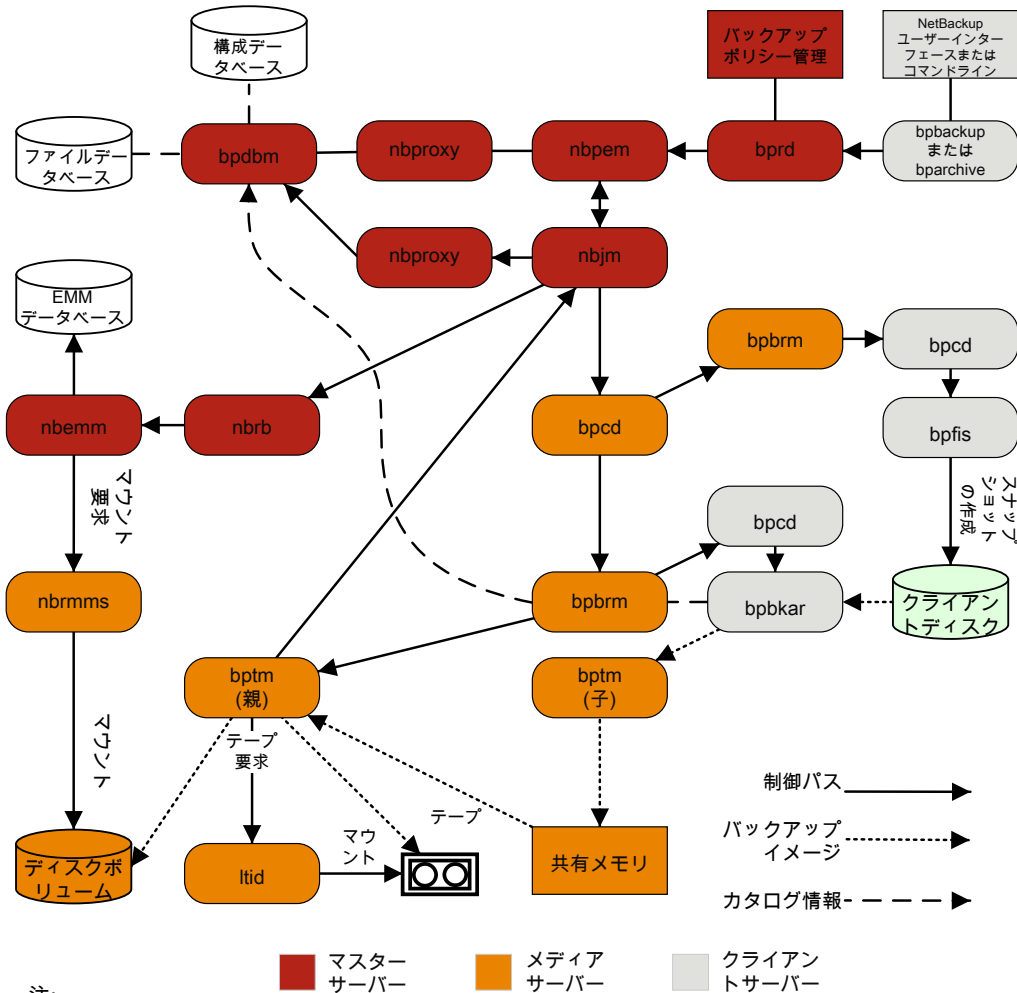 構成デー
タベース
バックアップ
ポリシー管理
NetBackup
ユーザーインター
フェースまたは
コマンドライン
ファイルデー
タベース
bpdbm
nbproxy
nbpem
bprd
bpbackup
または
bparchive
nbproxy
nbjm
EMM
データベース
bpbrm
bpcd
nbemm
nbrb
bpcd
bpfis
マウント
要求
スナップ
ショット
の作成
bpcd
nbrmms
bpbrm
bpbkar
クライアン
トディスク
bptm
(親)
bptm
(子)
マウント
テープ
要求
制御パス
テープ
マウ
ント
バックアップ
イメージ
ディスクボ
リューム
ltid
共有メモリ
カタログ情報
マスター
サーバー
メディア
サーバー
クライアン
トサーバー